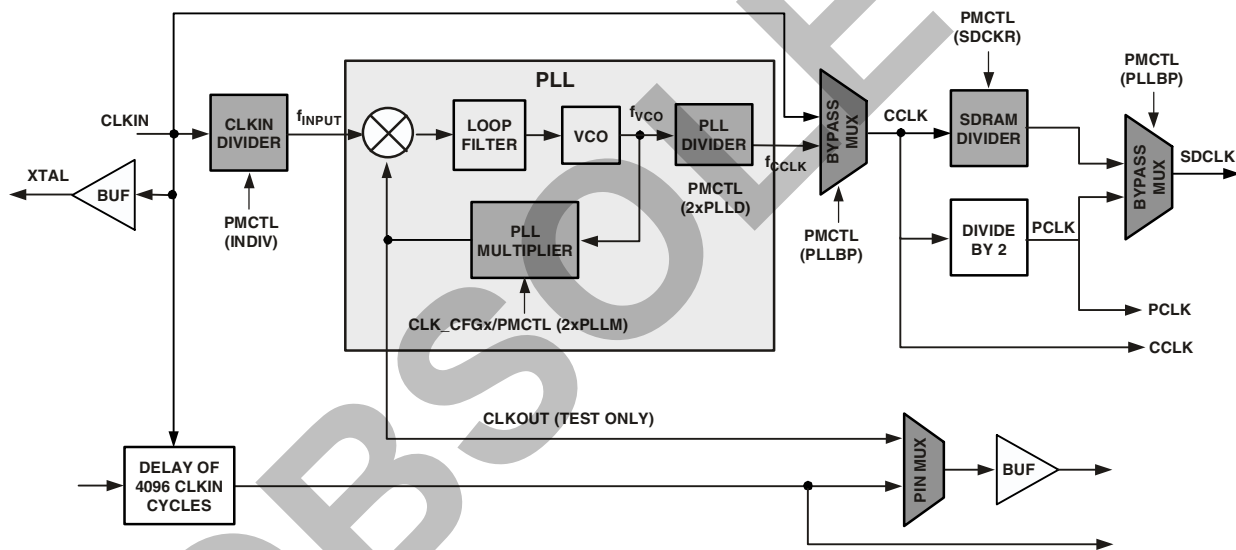 PMCTL
(SDCKR)
PMCTL
(PLLBP)
PLL
CLKIN
CLKIN
DIVIDER
fINPUT
LOOP
FILTER
VCO
fVCO
PLL
DIVIDER
fCCLK
BYPASS
MUX
CCLK
SDRAM
DIVIDER
BYPASS
MUX
SDCLK
XTAL
BUF
PMCTL
(INDIV)
PMCTL
(2xPLLD)
PLL
MULTIPLIER
PMCTL
(PLLBP)
DIVIDE
BY 2
PCLK
CLK_CFGx/PMCTL (2xPLLM)
PCLK
CCLK
CLKOUT (TEST ONLY)
DELAY OF
4096 CLKIN
CYCLES
PIN MUX
BUF
OBSOLE